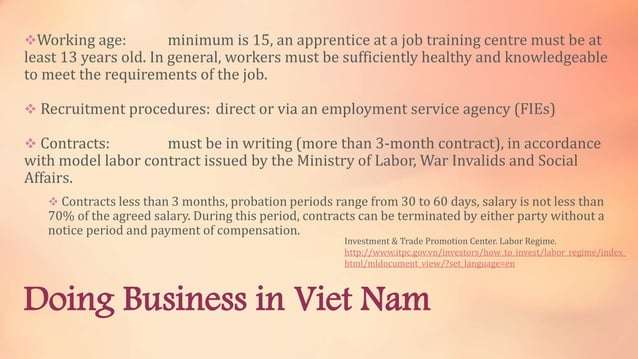 ❖Working age: minimum is 15, an apprentice at a job training centre must be at
least 13 years old. In general, workers must be sufficiently healthy and knowledgeable
to meet the requirements of the job.
❖ Recruitment procedures: direct or via an employment service agency (FIEs)
❖ Contracts: must be in writing (more than 3-month contract), in accordance
with model labor contract issued by the Ministry of Labor, War Invalids and Social
Affairs.
❖ Contracts less than 3 months, probation periods range from 30 to 60 days, salary is not less than
70% of the agreed salary. During this period, contracts can be terminated by either party without a
notice period and payment of compensation.
Investment & Trade Promotion Center. Labor Regime.
http://www.itpc.gov.vn/investors/how_to_invest/labor_regime/index_
html/mldocument_view/?set_language=en
Doing Business in Viet Nam